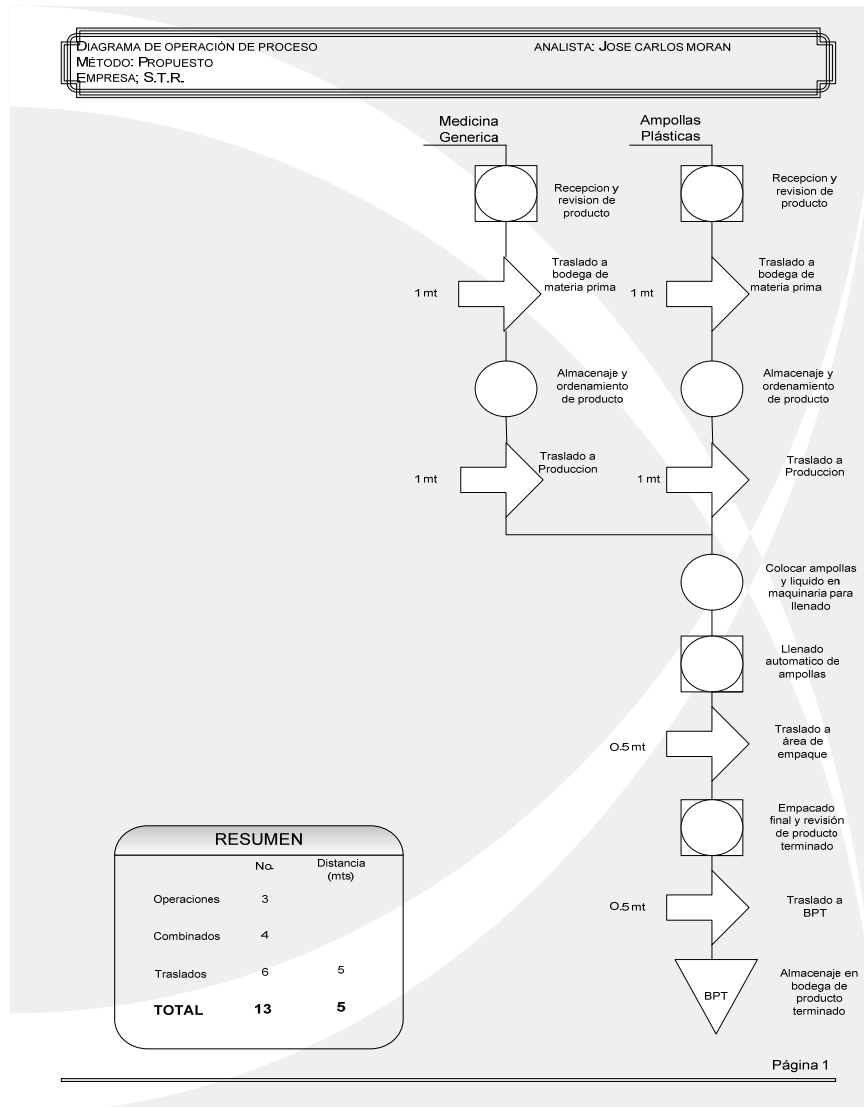 DIAGRAMA DE OPERACIÓN DE PROCESO
ANALISTA: JOSE CARLOS MORAN
MÉTODO: PROPUESTO
EMPRESA; S.T.R.
Medicina
Generica
Ampollas
Plásticas
Recepcion y
revision de
producto
Recepcion y
revision de
producto
1 mt
Traslado a
bodega de
materia prima
1 mt
Traslado a
bodega de
materia prima
Almacenaje y
ordenamiento
de producto
Almacenaje y
ordenamiento
de producto
1 mt
Traslado a
Produccion
1 mt
Traslado a
Produccion
Colocar ampollas
y liquido en
maquinaria para
llenado
Llenado
automatico de
ampollas
0.5 mt
Traslado a
área de
empaque
Empacado
final y revisión
de producto
terminado
0.5 mt
Traslado a
BPT
BPT
Almacenaje en
bodega de
producto
terminado
RESUMEN
No. Distancia
(mts)
Operaciones 3
Combinados 4
Traslados 6 5
TOTAL 13 5
Página 1